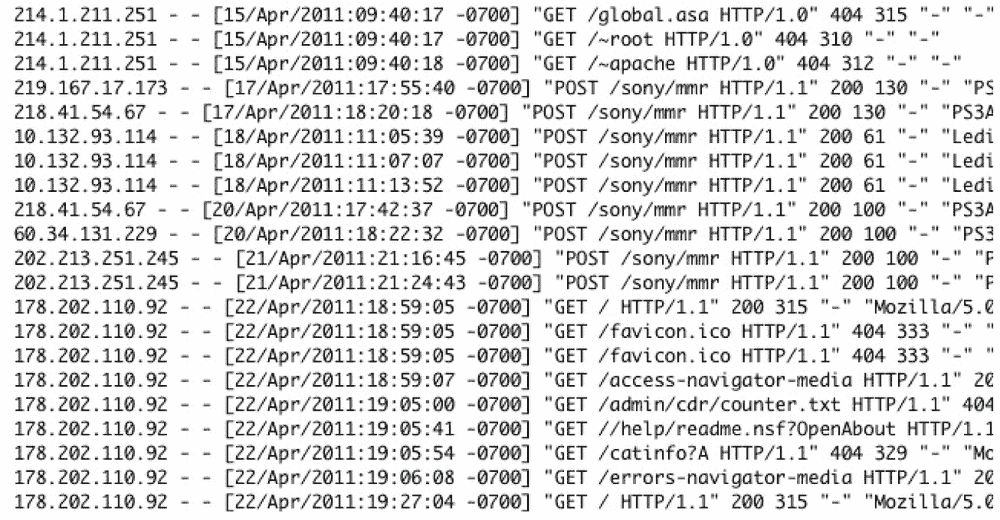 214.1.211.251 - - [15/Apr/2011:09:40:17 -0700] "GET /global.asa HTTP/1.0" 404 315 "-" "-"
214.1.211.251 - - [15/Apr/2011:09:40:17 -0700] "GET /~root HTTP/1.0" 404 310 "-" "-"
214.1.211.251 - - [15/Apr/2011:09:40:18 -0700] "GET /~apache HTTP/1.0" 404 312 "-" "-"
219.167.17.173 - - [17/Apr/2011:17:55:40 -0700] "POST /sony/mmr HTTP/1.1" 200 130 "-" "PS
218.41.54.67 - - [17/Apr/2011:18:20:18 -0700] "POST /sony/mmr HTTP/1.1" 200 130 "-" "PS3A
10.132.93.114 - - [18/Apr/2011:11:05:39 -0700] "POST /sony/mmr HTTP/1.1" 200 61 "-" "Ledi
10.132.93.114 - - [18/Apr/2011:11:07:07 -0700] "POST /sony/mmr HTTP/1.1" 200 61 "-" "Ledi
10.132.93.114 - - [18/Apr/2011:11:13:52 -0700] "POST /sony/mmr HTTP/1.1" 200 61 "-" "Ledi
218.41.54.67 - - [20/Apr/2011:17:42:37 -0700] "POST /sony/mmr HTTP/1.1" 200 100 "-" "PS3A
60.34.131.229 - - [20/Apr/2011:18:22:32 -0700] "POST /sony/mmr HTTP/1.1" 200 100 "-" "PS3
202.213.251.245 - - [21/Apr/2011:21:16:45 -0700] "POST /sony/mmr HTTP/1.1" 200 100 "-" "P
202.213.251.245 - - [21/Apr/2011:21:24:43 -0700] "POST /sony/mmr HTTP/1.1" 200 100 "-" "P
178.202.110.92 - - [22/Apr/2011:18:59:05 -0700] "GET / HTTP/1.1" 200 315 "-" "Mozilla/5.0
178.202.110.92 - - [22/Apr/2011:18:59:05 -0700] "GET /favicon.ico HTTP/1.1" 404 333 "-" "
178.202.110.92 - - [22/Apr/2011:18:59:05 -0700] "GET /favicon.ico HTTP/1.1" 404 333 "-" "
178.202.110.92 - - [22/Apr/2011:18:59:07 -0700] "GET /access-navigator-media HTTP/1.1" 20
178.202.110.92 - - [22/Apr/2011:19:05:00 -0700] "GET /admin/cdr/counter.txt HTTP/1.1" 404
178.202.110.92 - - [22/Apr/2011:19:05:41 -0700] "GET //help/readme.nsf?OpenAbout HTTP/1.1
178.202.110.92 - - [22/Apr/2011:19:05:54 -0700] "GET /catinfo?A HTTP/1.1" 404 329 "-" "Mo
178.202.110.92 - - [22/Apr/2011:19:06:08 -0700] "GET /errors-navigator-media HTTP/1.1" 20
178.202.110.92 - - [22/Apr/2011:19:27:04 -0700] "GET / HTTP/1.1" 200 315 "-" "Mozilla/5.0